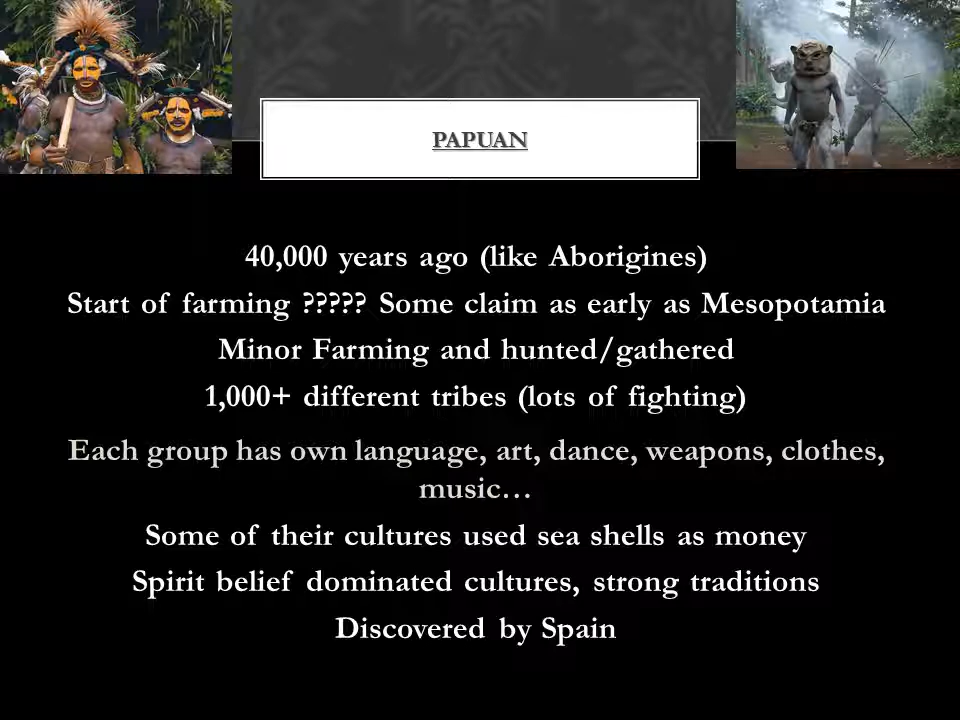 PAPUAN
40,000 years ago (like Aborigines)
Start of farming ????? Some claim as early as Mesopotamia
Minor Farming and hunted/gathered
1,000+ different tribes (lots of fighting)
Each group has own language, art, dance, weapons, clothes,
music…
Some of their cultures used sea shells as money
Spirit belief dominated cultures, strong traditions
Discovered by Spain